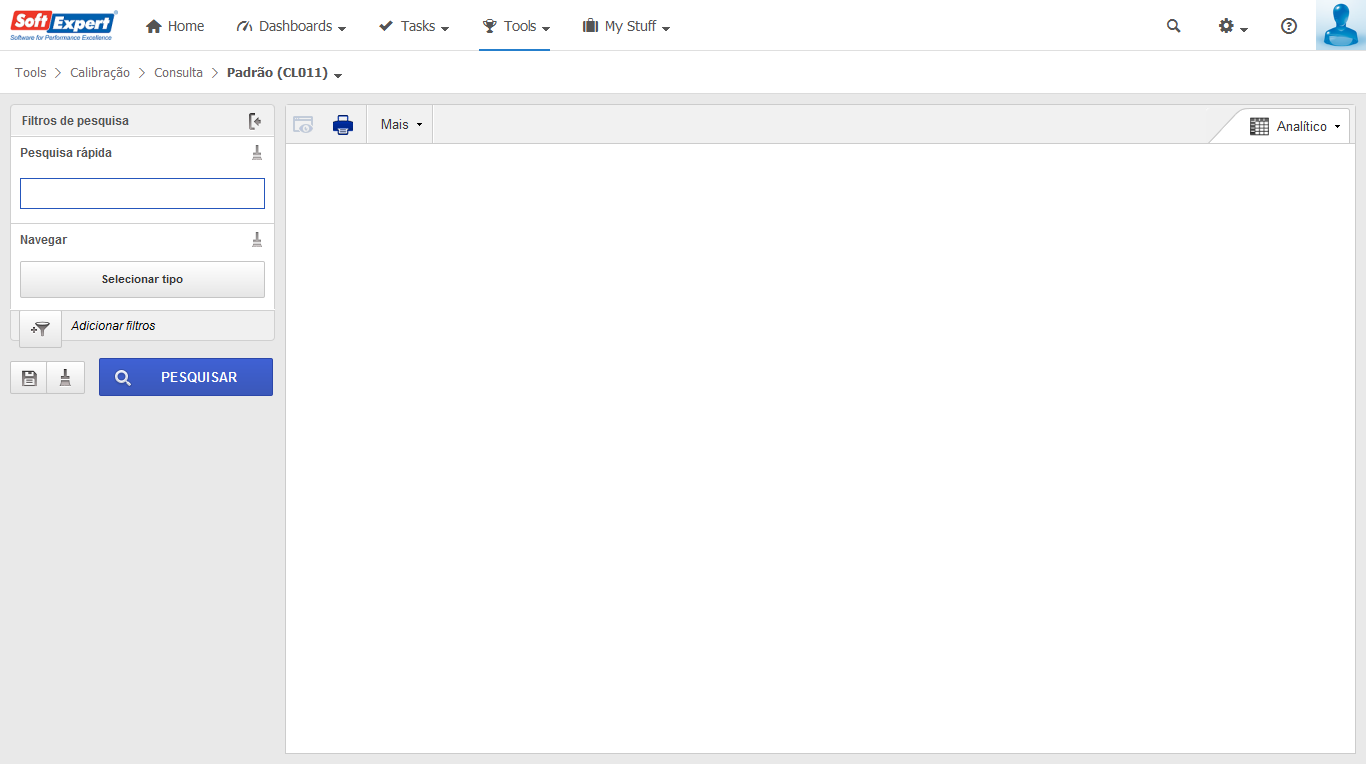 SoftExpert®
Software for Performance Excellence
Home
Dashboards
Tasks
Tools
My Stuff
Tools > Calibração > Consulta > Padrão (CL011)
Filtros de pesquisa
Mais
Analítico
Pesquisa rápida
Navegar
Selecionar tipo
Adicionar filtros
PESQUISAR